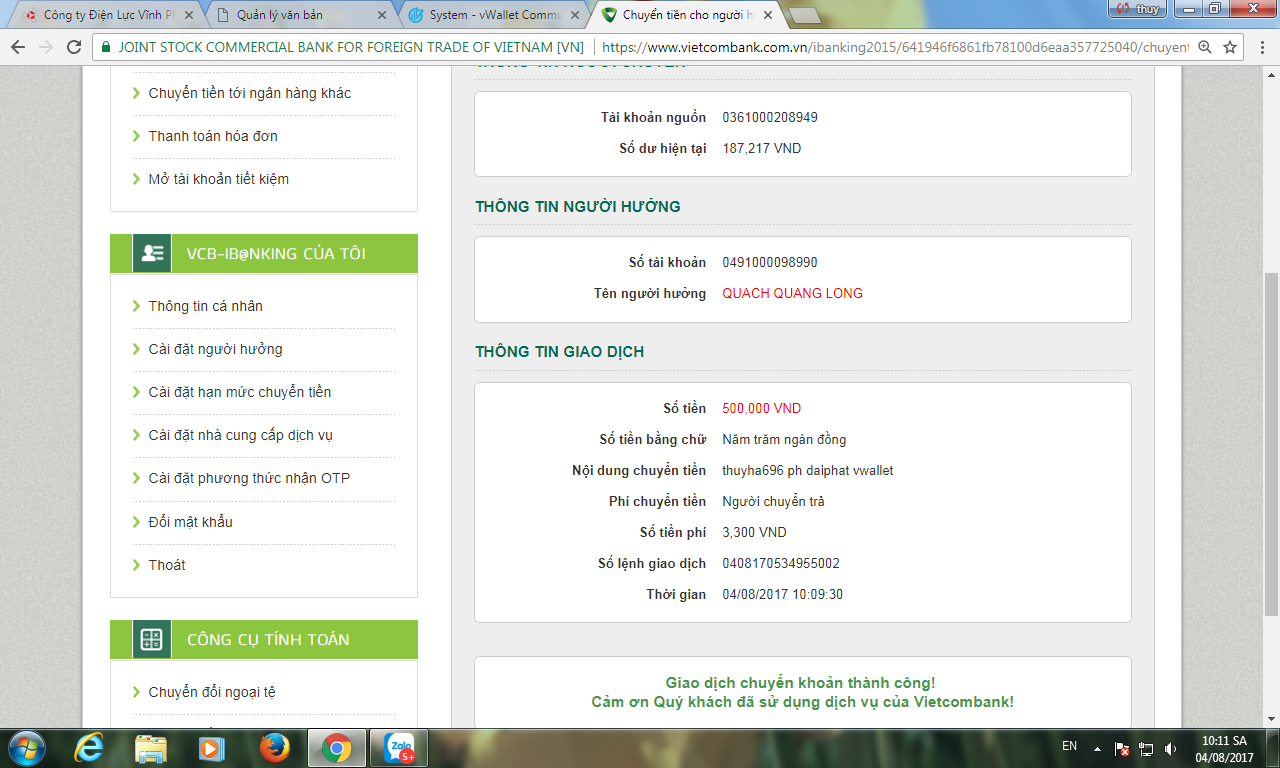 Công ty Điện Lực Vĩnh Ph
Quản lý văn bản
System - vWallet Commu
Chuyển tiền cho người h
thuy
JOINT STOCK COMMERCIAL BANK FOR FOREIGN TRADE OF VIETNAM [VN]
https://www.vietcombank.com.vn/ibanking2015/641946f6861fb78100d6eaa357725040/chuyent
Chuyển tiền tới ngân hàng khác
Thanh toán hóa đơn
Mở tài khoản tiết kiệm
VCB-IB@NKING CỦA TÔI
Thông tin cá nhân
Cài đặt người hưởng
Cài đặt hạn mức chuyển tiền
Cài đặt nhà cung cấp dịch vụ
Cài đặt phương thức nhận OTP
Đổi mật khẩu
Thoát
CÔNG CỤ TÍNH TOÁN
Chuyển đổi ngoại tệ
Tài khoản nguồn 0361000208949
Số dư hiện tại 187,217 VND
THÔNG TIN NGƯỜI HƯỞNG
Số tài khoản 0491000098990
Tên người hưởng QUACH QUANG LONG
THÔNG TIN GIAO DỊCH
Số tiền 500,000 VND
Số tiền bằng chữ Năm trăm ngàn đồng
Nội dung chuyển tiền thuyha696 ph daiphat vwallet
Phí chuyển tiền Người chuyển trả
Số tiền phí 3,300 VND
Số lệnh giao dịch 0408170534955002
Thời gian 04/08/2017 10:09:30
Giao dịch chuyển khoản thành công!
Cảm ơn Quý khách đã sử dụng dịch vụ của Vietcombank!
Zalo
5+
EN
10:11 SA
04/08/2017